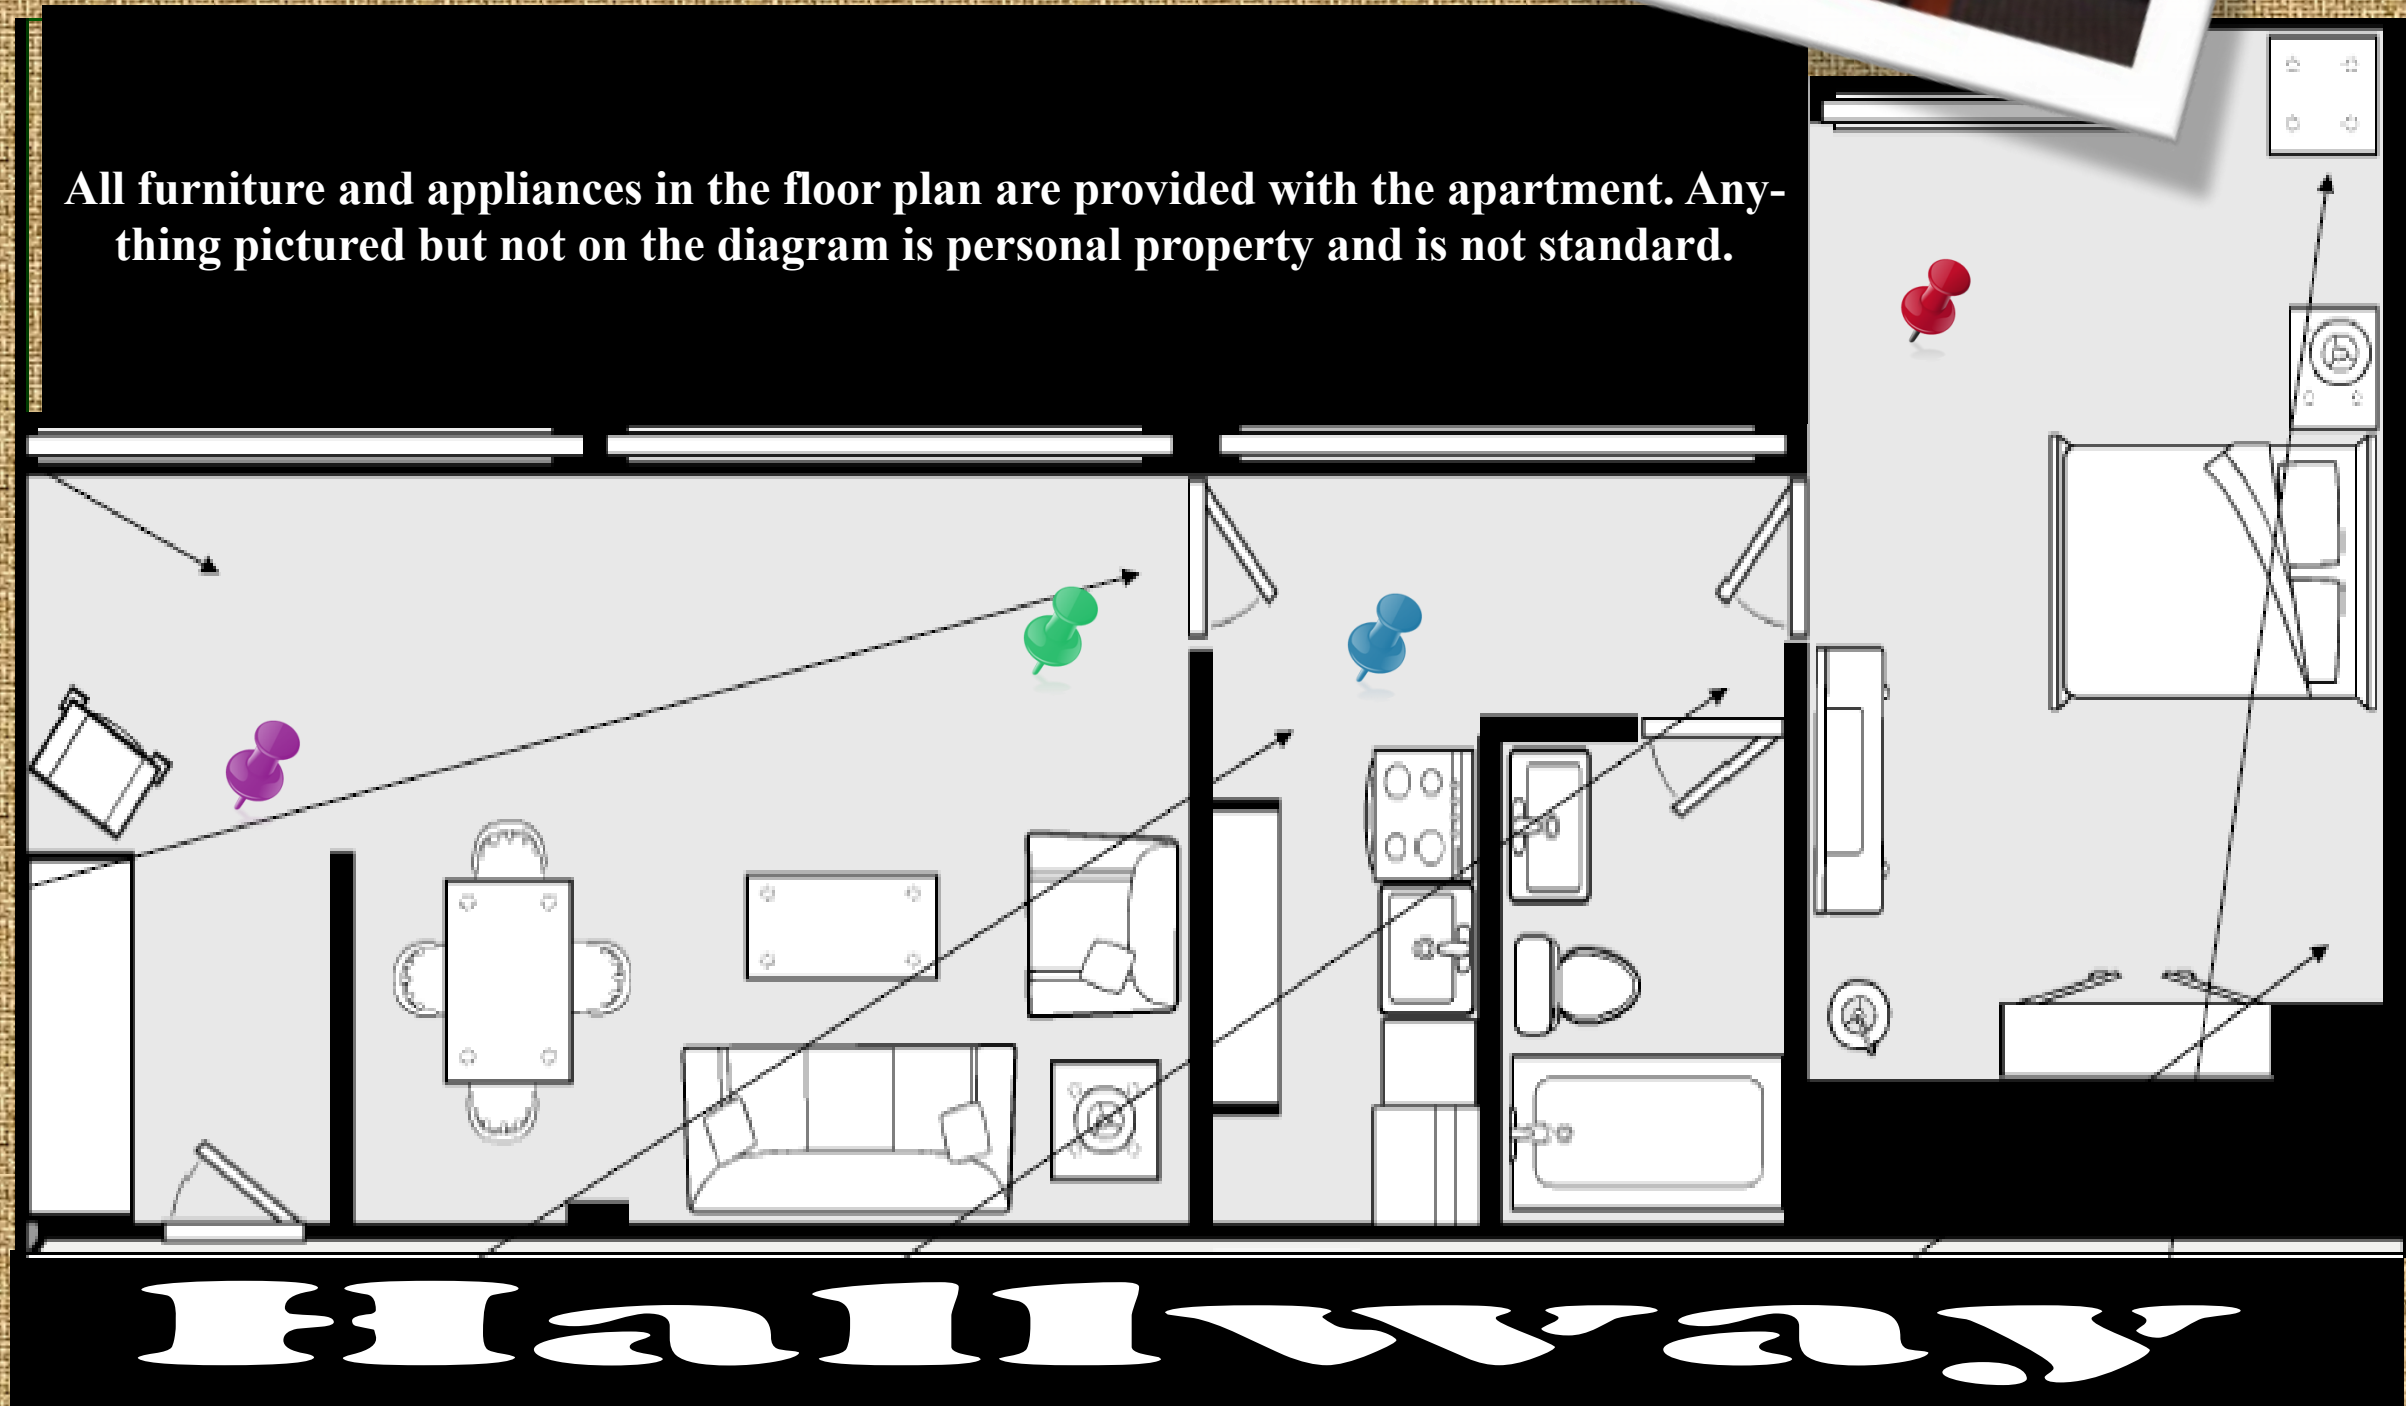 All furniture and appliances in the floor plan are provided with the apartment. Any-
thing pictured but not on the diagram is personal property and is not standard.
Hallway